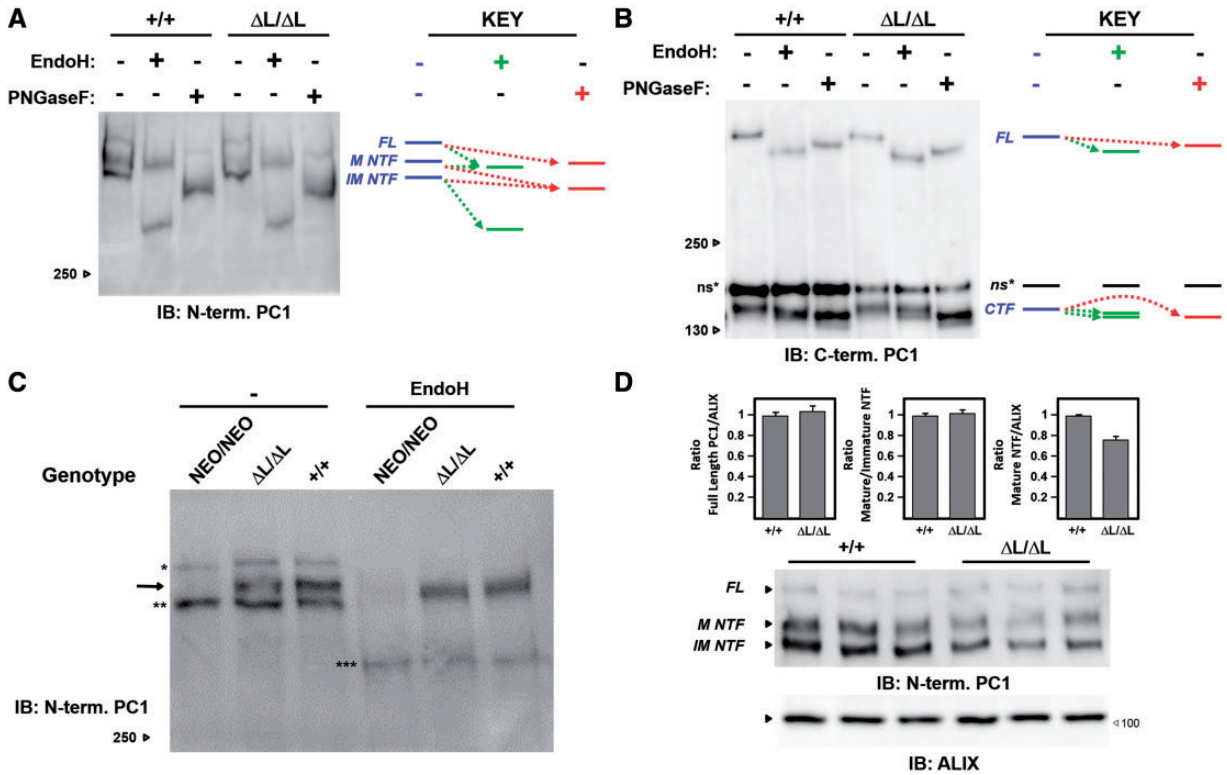 A
+/+ ΔL/ΔL KEY
EndoH: - + - - + - - + -
PNGaseF: - - + - - + - - +
FL
M NTF
IM NTF
250
IB: N-term. PC1
B
+/+ ΔL/ΔL KEY
EndoH: - + - - + - - + -
PNGaseF: - - + - - + - - +
FL
250
ns* ns*
CTF
130
IB: C-term. PC1
C
- EndoH
Genotype NEO/NEO ΔL/ΔL +/+ NEO/NEO ΔL/ΔL +/+
*
**
***
IB: N-term. PC1
250
D
Ratio
Full Length PC1/ALIX
1
0.8
0.6
0.4
0.2
+/+ ΔL/ΔL
Ratio
Mature/Immature NTF
1
0.8
0.6
0.4
0.2
+/+ ΔL/ΔL
Ratio
Mature NTF/ALIX
1
0.8
0.6
0.4
0.2
+/+ ΔL/ΔL
+/+ ΔL/ΔL
FL
M NTF
IM NTF
IB: N-term. PC1
100
IB: ALIX